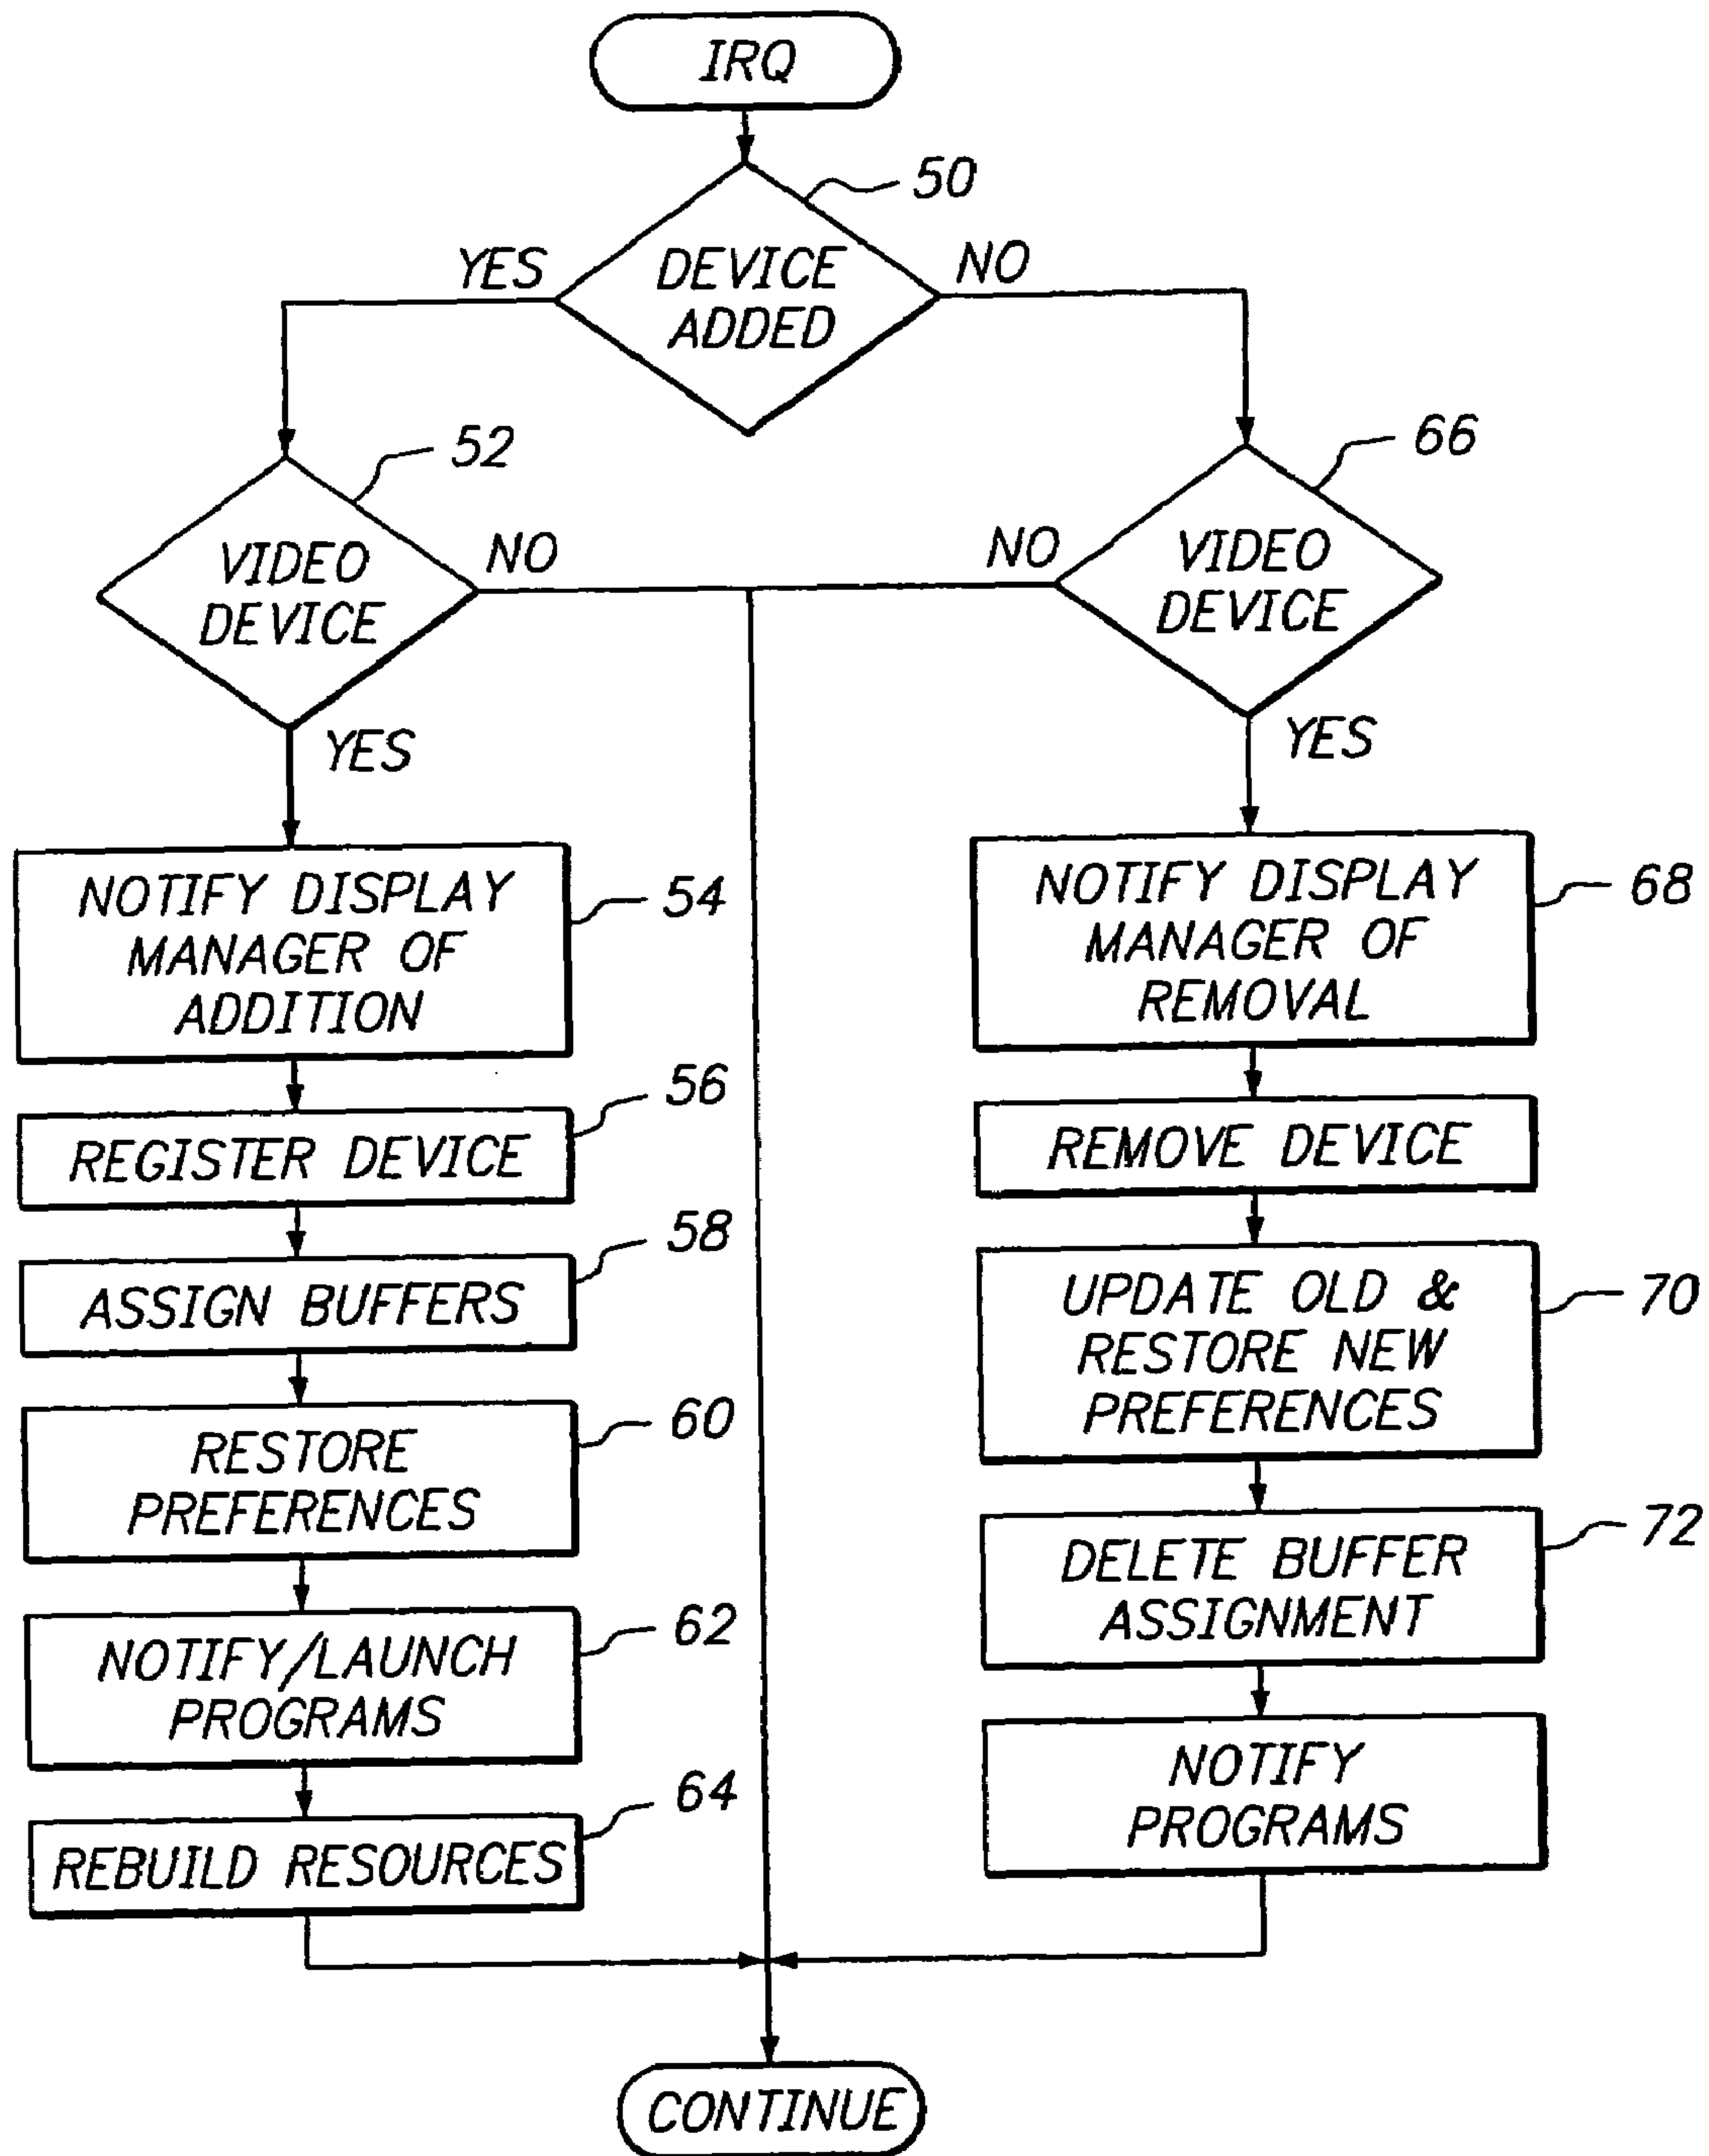 IRQ
50
YES
DEVICE
ADDED
NO
52
VIDEO
DEVICE
NO
YES
66
NO
VIDEO
DEVICE
YES
NOTIFY DISPLAY
MANAGER OF
ADDITION
54
REGISTER DEVICE
56
ASSIGN BUFFERS
58
RESTORE
PREFERENCES
60
NOTIFY/LAUNCH
PROGRAMS
62
REBUILD RESOURCES
64
NOTIFY DISPLAY
MANAGER OF
REMOVAL
68
REMOVE DEVICE
UPDATE OLD &
RESTORE NEW
PREFERENCES
70
DELETE BUFFER
ASSIGNMENT
72
NOTIFY
PROGRAMS
CONTINUE